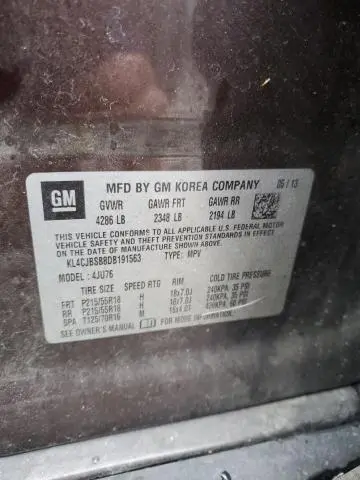 GM
MFD BY GM KOREA COMPANY 05/13
GVWR GAWR FRT GAWR RR
4286 LB 2348 LB 2194 LB
THIS VEHICLE CONFORMS TO ALL APPLICABLE U.S. FEDERAL MOTOR
VEHICLE SAFETY, BUMPER, AND THEFT PREVENTION STANDARDS IN
EFFECT ON THE DATE OF MANUFACTURE SHOWN ABOVE.
KL4CJBSB8DB191563 TYPE: MPV
MODEL: 4JU76
TIRE SIZE SPEED RTG RIM COLD TIRE PRESSURE
FRT P215/55R18 H 18x7.0J 240KPA, 35 PSI
RR P215/55R18 H 18x7.0J 240KPA, 35 PSI
SPA T125/70R16 M 16x4.0T 420KPA, 60 PSI
SEE OWNER'S MANUAL